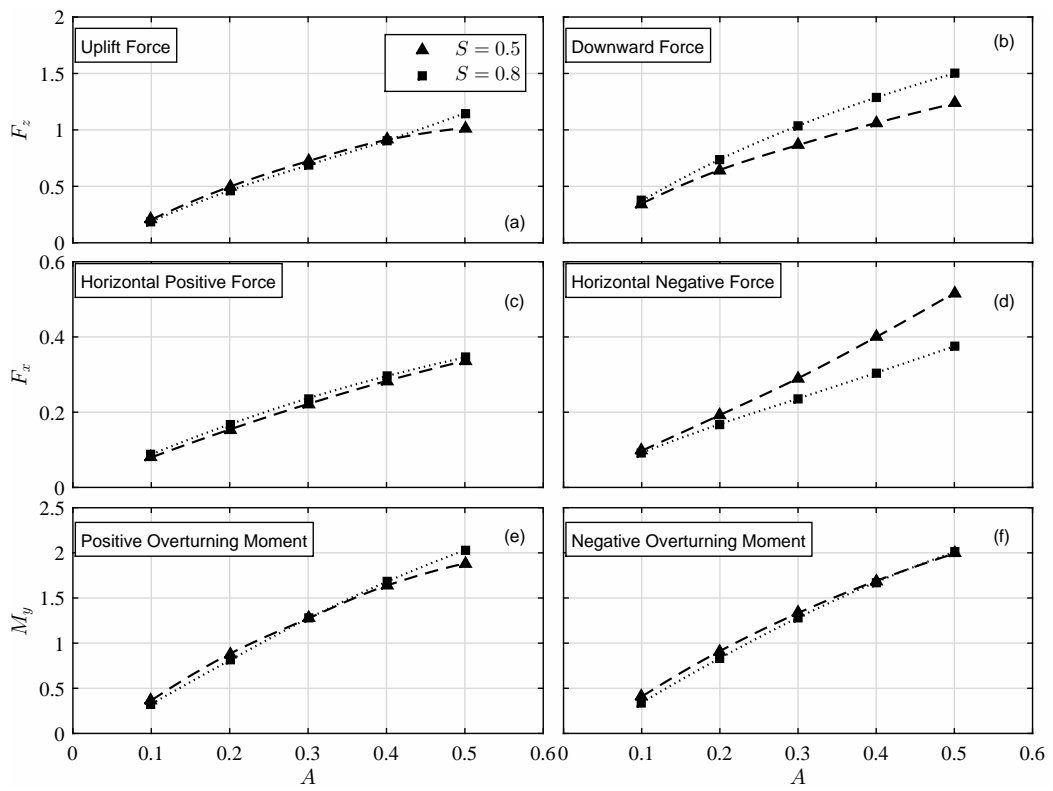 2
1.5
1
0.5
0
F_z
Uplift Force
S = 0.5
S = 0.8
(a)
Downward Force
(b)
0.6
0.4
0.2
0
F_x
Horizontal Positive Force
(c)
Horizontal Negative Force
(d)
2.5
2
1.5
1
0.5
0
M_y
Positive Overturning Moment
(e)
Negative Overturning Moment
(f)
0 0.1 0.2 0.3 0.4 0.5 0.6
A
0 0.1 0.2 0.3 0.4 0.5 0.6
A